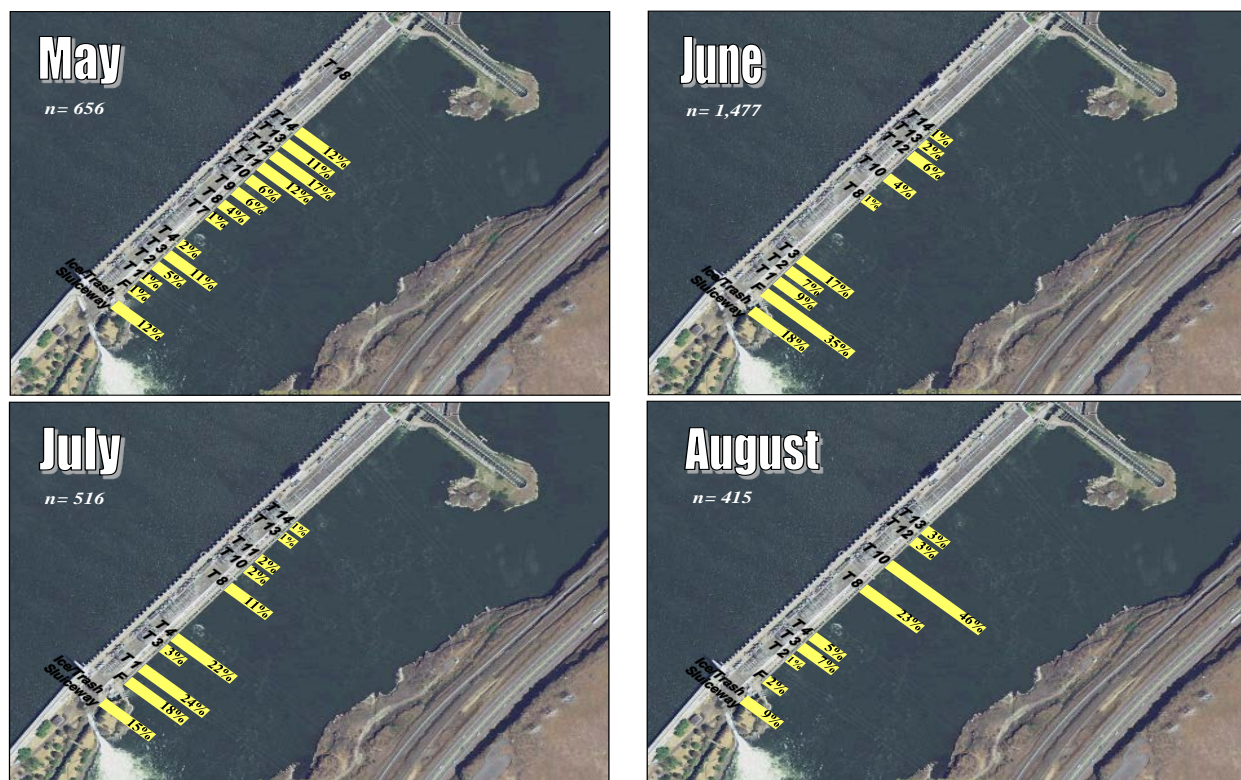 May
n= 656
T18
T14 12%
T13 11%
T12 17%
T11 12%
T10 6%
T9 6%
T8 4%
T7 1%
T4 2%
T3 11%
T2 5%
T1 1%
F 1%
Ice/Trash
Sluiceway 12%
June
n= 1,477
T14 1%
T13 2%
T12 6%
T10 4%
T8 1%
T3 17%
T2 7%
T1 9%
F 35%
Ice/Trash
Sluiceway 18%
July
n= 516
T14 1%
T13 1%
T11 2%
T10 2%
T8 11%
T4 22%
T3 3%
T1 24%
F 18%
Ice/Trash
Sluiceway 15%
August
n= 415
T13 3%
T12 3%
T10 46%
T8 23%
T4 5%
T3 7%
T2 1%
F 2%
Ice/Trash
Sluiceway 9%